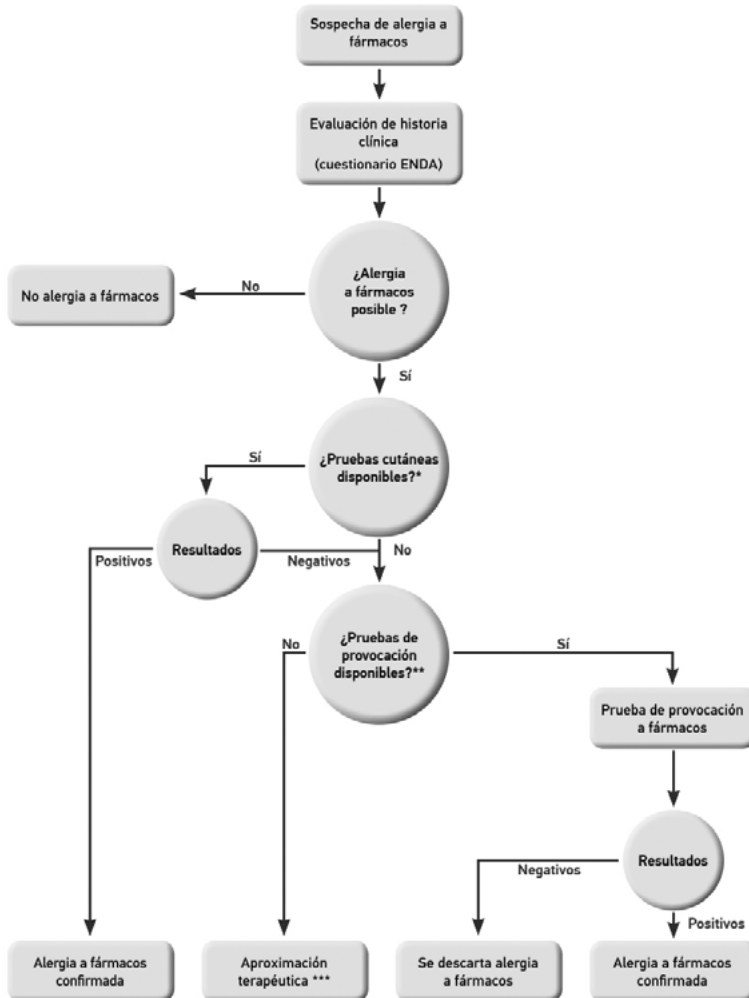 Sospecha de alergia a
fármacos
Evaluación de historia
clínica
(cuestionario ENDA)
¿Alergia
a fármacos
posible ?
No
No alergia a fármacos
Sí
¿Pruebas cutáneas
disponibles?*
Sí
Resultados
Positivos
Negativos
No
¿Pruebas de
provocación
disponibles?**
No
Sí
Prueba de provocación
a fármacos
Resultados
Negativos
Positivos
Alergia a fármacos
confirmada
Aproximación
terapéutica ***
Se descarta alergia
a fármacos
Alergia a fármacos
confirmada